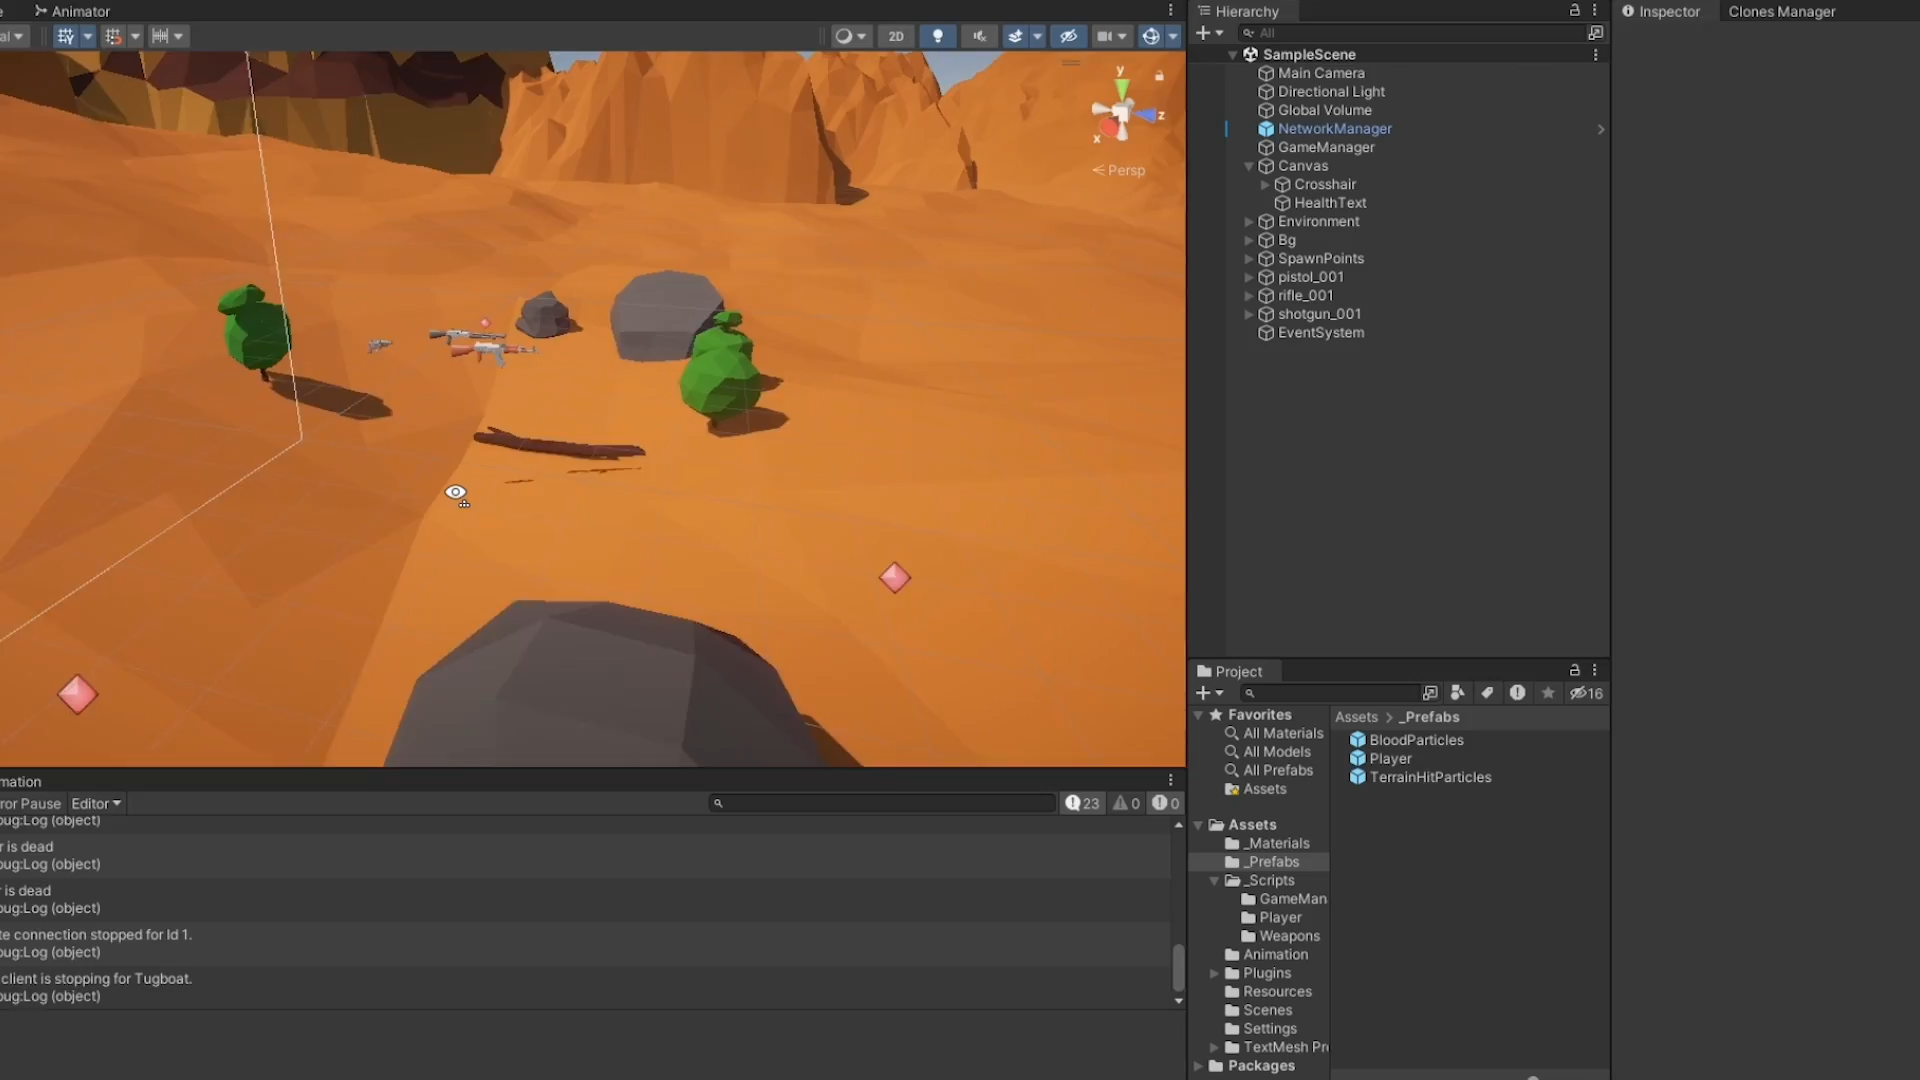 Animator
Hierarchy
Inspector
Clones Manager
al
2D
All
SampleScene
Main Camera
Directional Light
Global Volume
NetworkManager
GameManager
Canvas
Crosshair
HealthText
Environment
Bg
SpawnPoints
pistol_001
rifle_001
shotgun_001
EventSystem
y
z
x
Persp
Project
16
Favorites
All Materials
All Models
All Prefabs
Assets
Assets > _Prefabs
BloodParticles
Player
TerrainHitParticles
Assets
_Materials
_Prefabs
_Scripts
GameMan
Player
Weapons
Animation
Plugins
Resources
Scenes
Settings
TextMesh Pr
Packages
mation
ror Pause
Editor
23
0
0
oug:Log (object)
r is dead
oug:Log (object)
r is dead
oug:Log (object)
te connection stopped for Id 1.
oug:Log (object)
client is stopping for Tugboat.
oug:Log (object)